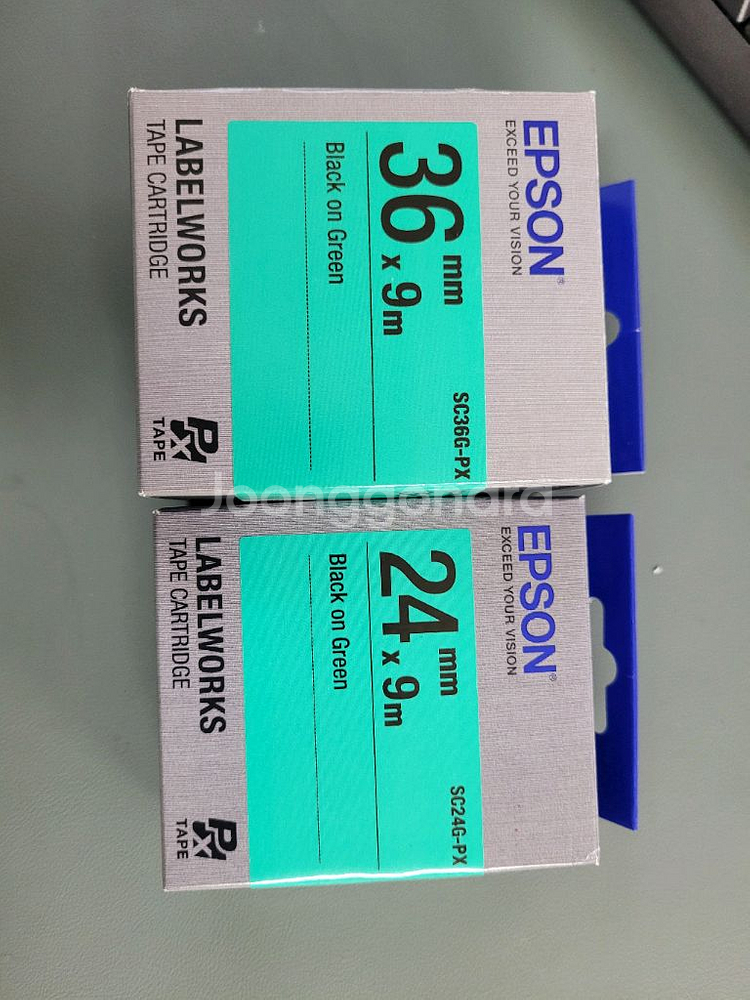 EPSON®
EXCEED YOUR VISION
36mm x 9m
SC36G-PX
Black on Green
LABELWORKS
TAPE CARTRIDGE
PX
TAPE
Joonggonara
EPSON®
EXCEED YOUR VISION
24mm x 9m
SC24G-PX
Black on Green
LABELWORKS
TAPE CARTRIDGE
PX
TAPE